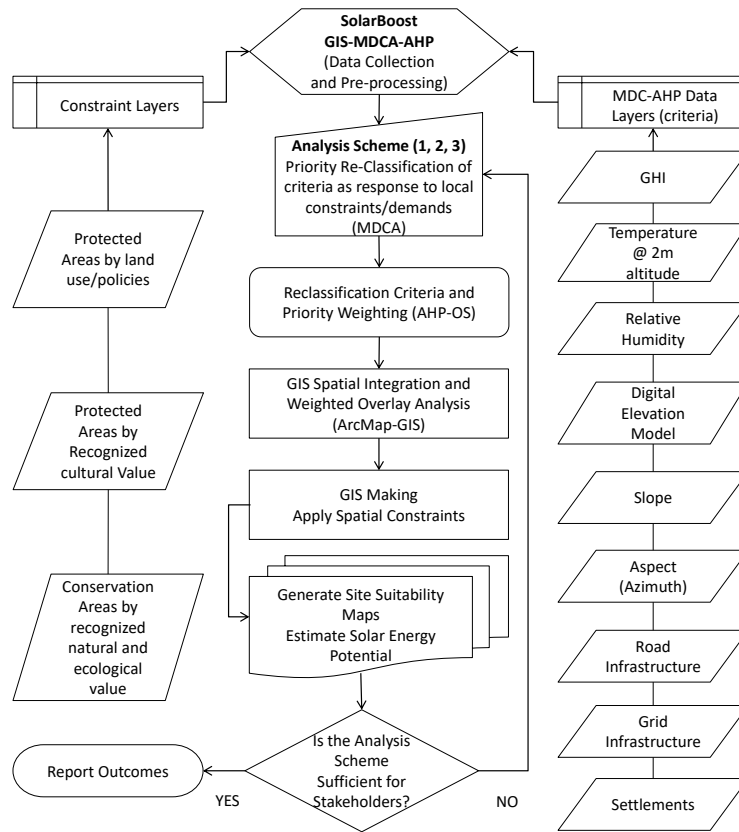 SolarBoost
GIS-MDCA-AHP
(Data Collection
and Pre-processing)
Constraint Layers
MDC-AHP Data
Layers (criteria)
Analysis Scheme (1, 2, 3)
Priority Re-Classification of
criteria as response to local
constraints/demands
(MDCA)
Reclassification Criteria and
Priority Weighting (AHP-OS)
GIS Spatial Integration and
Weighted Overlay Analysis
(ArcMap-GIS)
GIS Making
Apply Spatial Constraints
Generate Site Suitability
Maps
Estimate Solar Energy
Potential
Is the Analysis
Scheme
Sufficient for
Stakeholders?
YES
NO
Report Outcomes
Protected
Areas by land
use/policies
Protected
Areas by
Recognized
cultural Value
Conservation
Areas by
recognized
natural and
ecological
value
GHI
Temperature
@ 2m
altitude
Relative
Humidity
Digital
Elevation
Model
Slope
Aspect
(Azimuth)
Road
Infrastructure
Grid
Infrastructure
Settlements